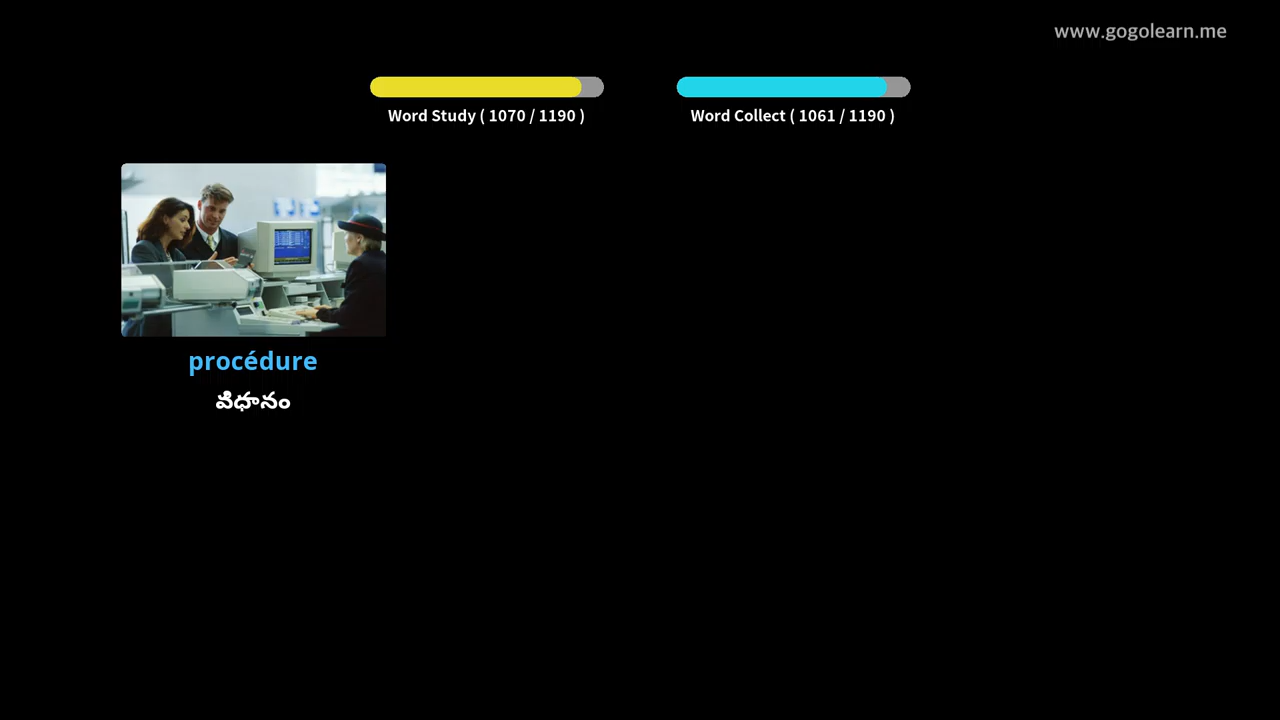 www.gogolearn.me
Word Study ( 1070 / 1190 )
Word Collect ( 1061 / 1190 )
procédure
విధానం